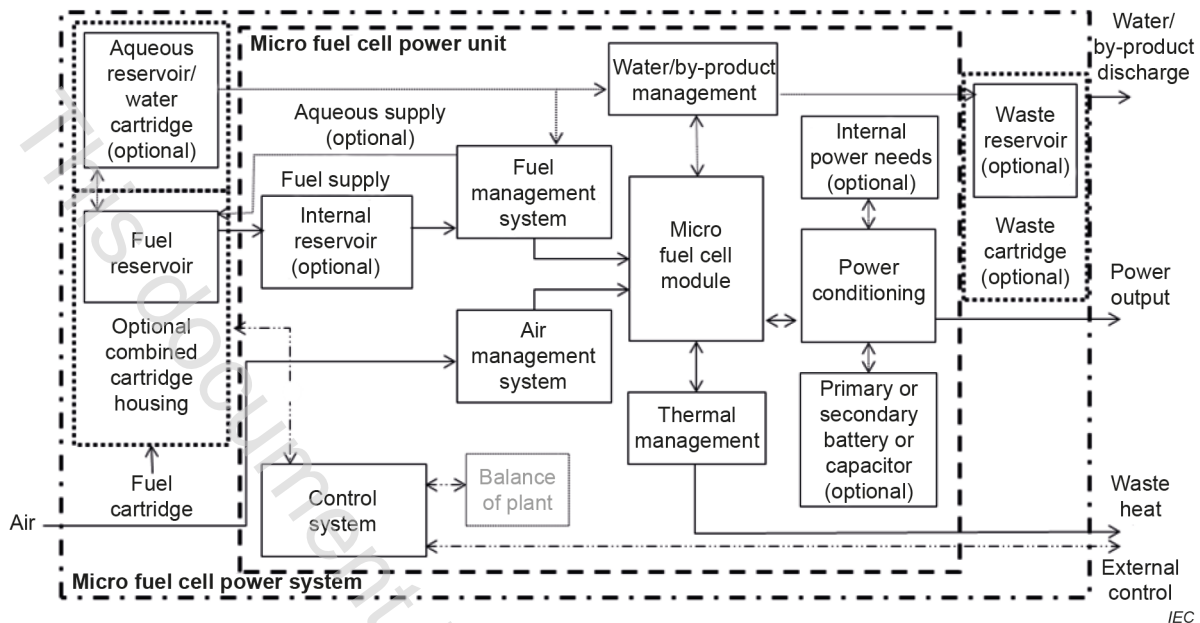 Micro fuel cell power unit
Aqueous
reservoir/
water
cartridge
(optional)
Water/by-product
management
Water/
by-product
discharge
Aqueous supply
(optional)
Fuel supply
Fuel
management
system
Internal
power needs
(optional)
Waste
reservoir
(optional)
Waste
cartridge
(optional)
Fuel
reservoir
Internal
reservoir
(optional)
Micro
fuel cell
module
Power
conditioning
Power
output
Optional
combined
cartridge
housing
Air
management
system
Thermal
management
Primary or
secondary
battery or
capacitor
(optional)
Fuel
cartridge
Air
Control
system
Balance
of plant
Waste
heat
External
control
Micro fuel cell power system
IEC
This document